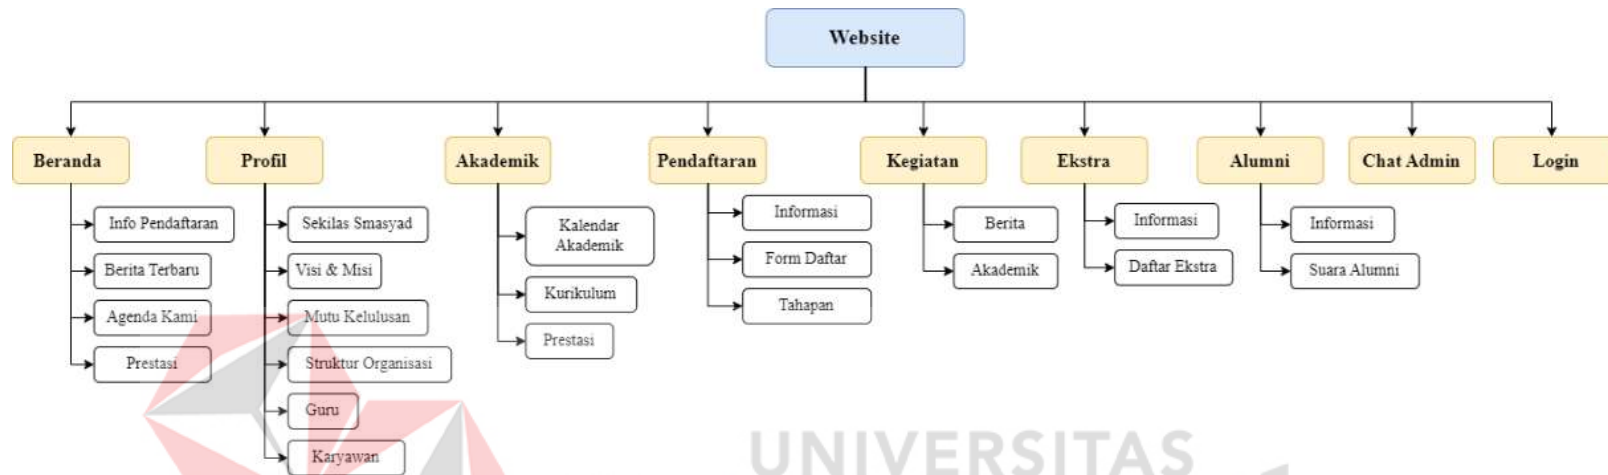 Website
Beranda
Profil
Akademik
Pendaftaran
Kegiatan
Ekstra
Alumni
Chat Admin
Login
Info Pendaftaran
Berita Terbaru
Agenda Kami
Prestasi
Sekilas Smasyad
Visi & Misi
Mutu Kelulusan
Struktur Organisasi
Guru
Karyawan
Kalendar
Akademik
Kurikulum
Prestasi
Informasi
Form Daftar
Tahapan
Berita
Akademik
Informasi
Daftar Ekstra
Informasi
Suara Alumni
UNIVERSITAS